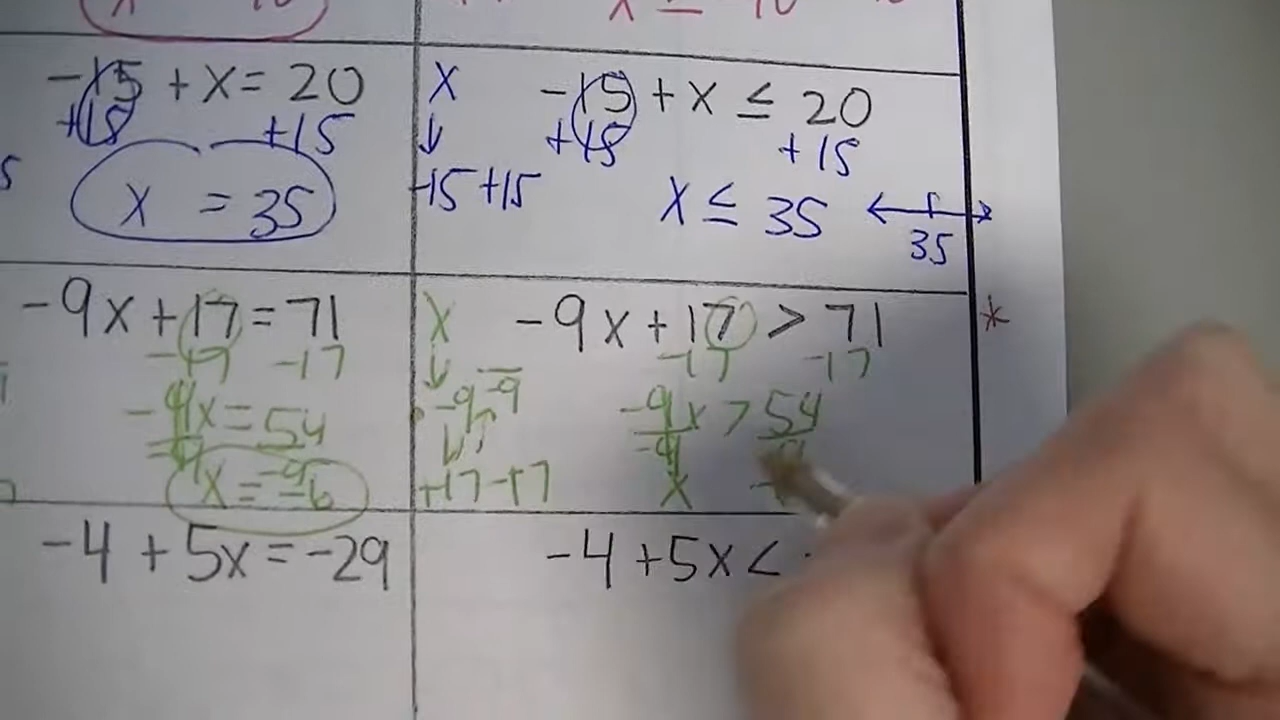 -15 + x = 20
+15 +15
x = 35
x
-15 +15
-15 + x ≤ 20
+15 +15
x ≤ 35
35
-9x + 17 = 71
-17 -17
-9x = 54
-9 -9
x = -6
x
-9 -9
+17 -17
-9x + 17 > 71 *
-17 -17
-9x > 54
-9
x
-4 + 5x = -29
-4 + 5x <